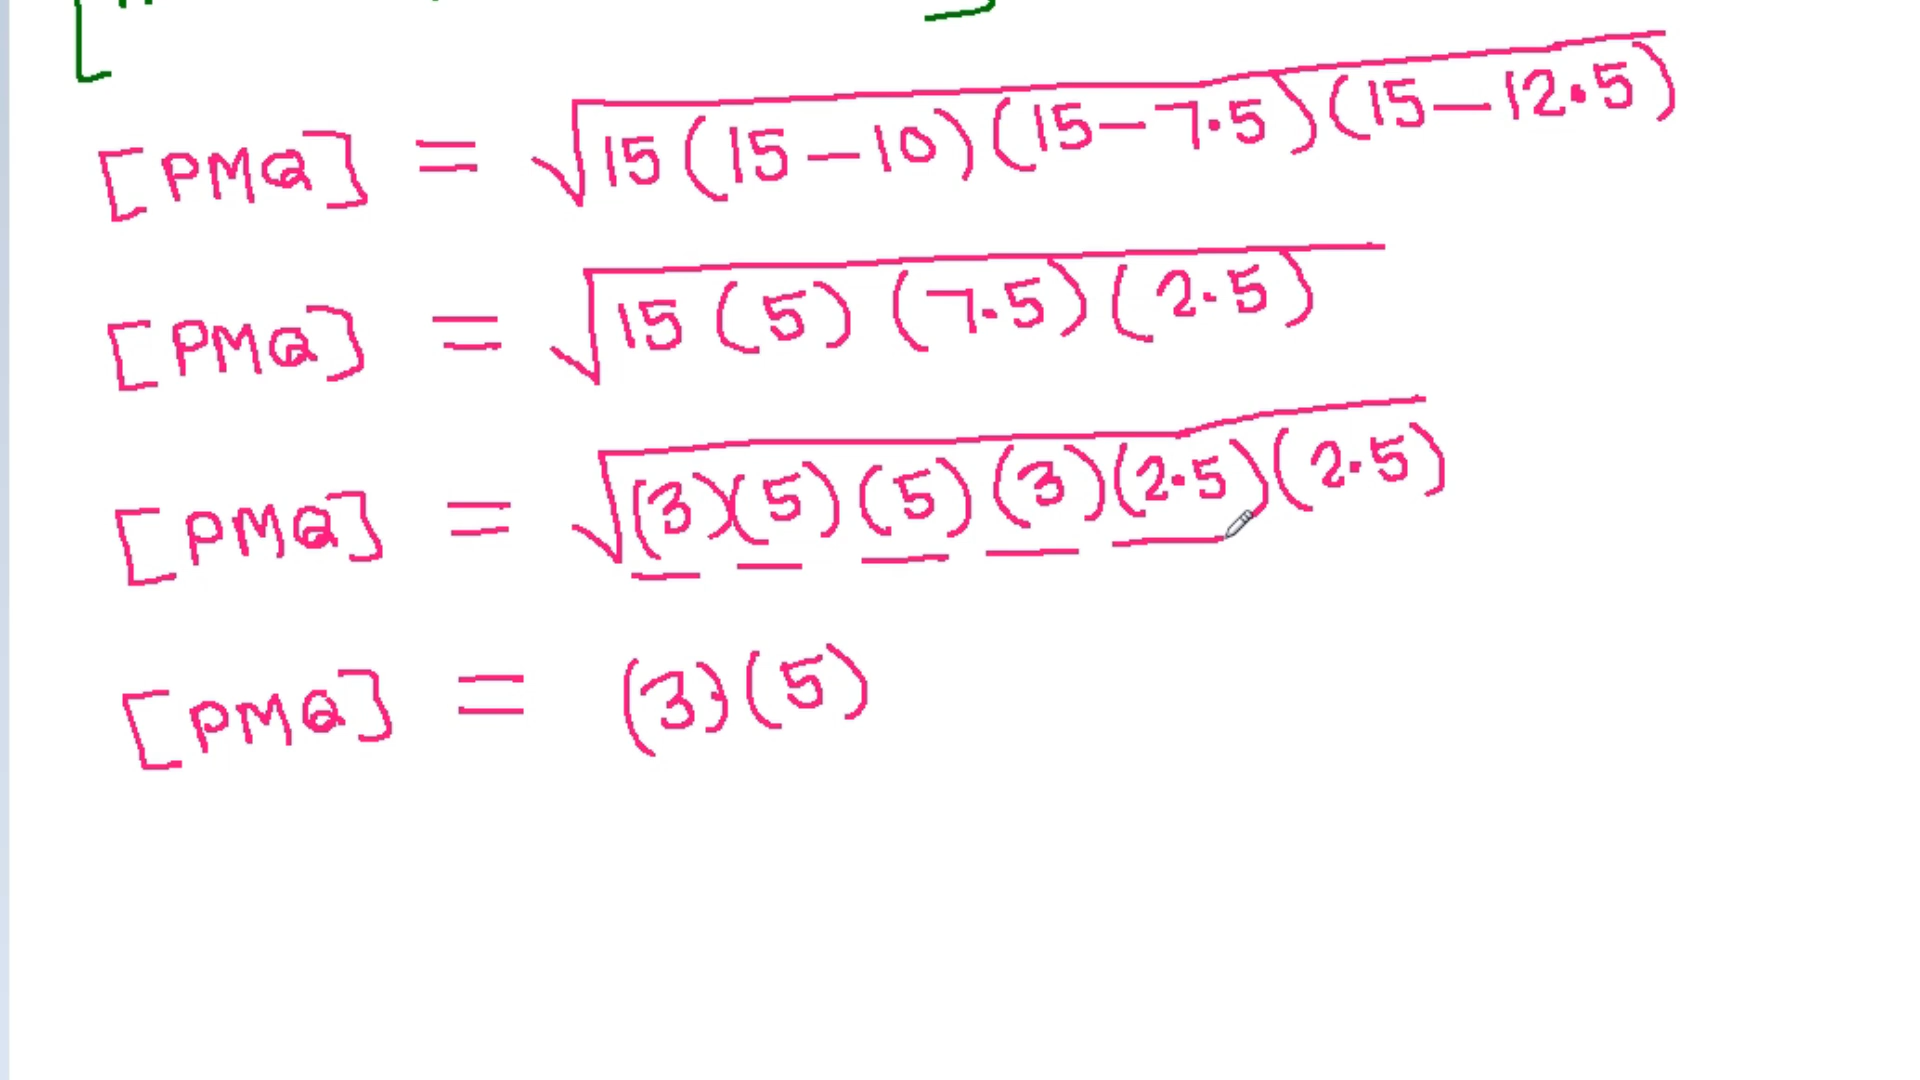 [PMQ] = √15(15-10)(15-7.5)(15-12.5)
[PMQ] = √15(5)(7.5)(2.5)
[PMQ] = √(3)(5)(5)(3)(2.5)(2.5)
[PMQ] = (3)(5)